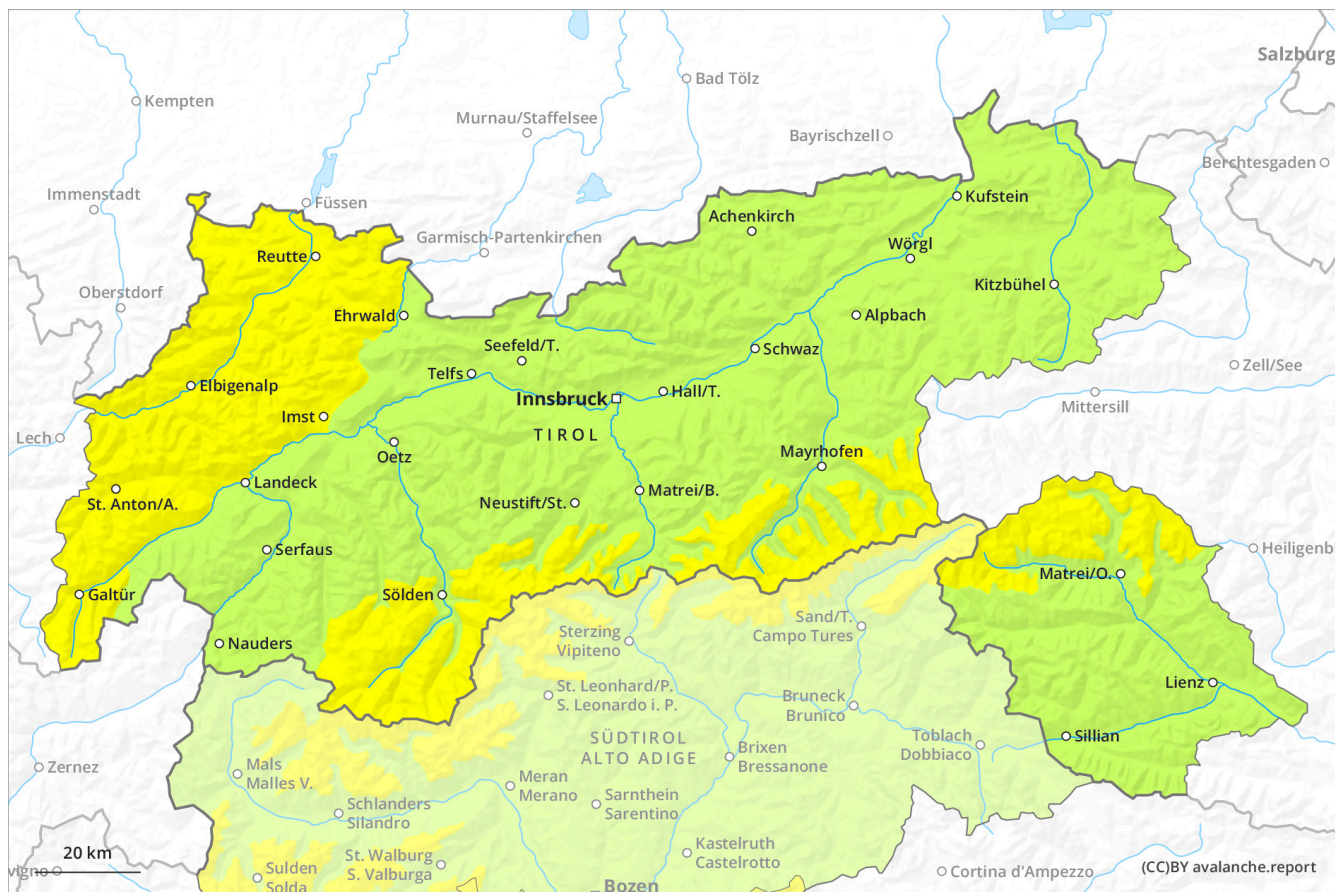 Salzburg
Bad Tölz
Kempten
Murnau/Staffelsee
Bayrischzell
Berchtesgaden
Immenstadt
Füssen
Kufstein
Achenkirch
Garmisch-Partenkirchen
Wörgl
Reutte
Oberstdorf
Kitzbühel
Ehrwald
Alpbach
Seefeld/T.
Schwaz
Zell/See
Telfs
Elbigenalp
Innsbruck
Hall/T.
Mittersill
Imst
Lech
TIROL
Oetz
Mayrhofen
Landeck
Matrei/B.
St. Anton/A.
Neustift/St.
Serfaus
Heiligenb
Matrei/O.
Galtür
Sölden
Sand/T.
Campo Tures
Sterzing
Vipiteno
Nauders
Lienz
St. Leonhard/P.
S. Leonardo i. P.
Bruneck
Brunico
SÜDTIROL
ALTO ADIGE
Toblach
Dobbiaco
Sillian
Brixen
Bressanone
Zernez
Mals
Malles V.
Meran
Merano
Sarnthein
Sarentino
Schlanders
Silandro
Kastelruth
Castelrotto
20 km
St. Walburg
S. Valburga
vigno
Sulden
Solda
Bozen
Cortina d'Ampezzo
(CC)BY avalanche.report